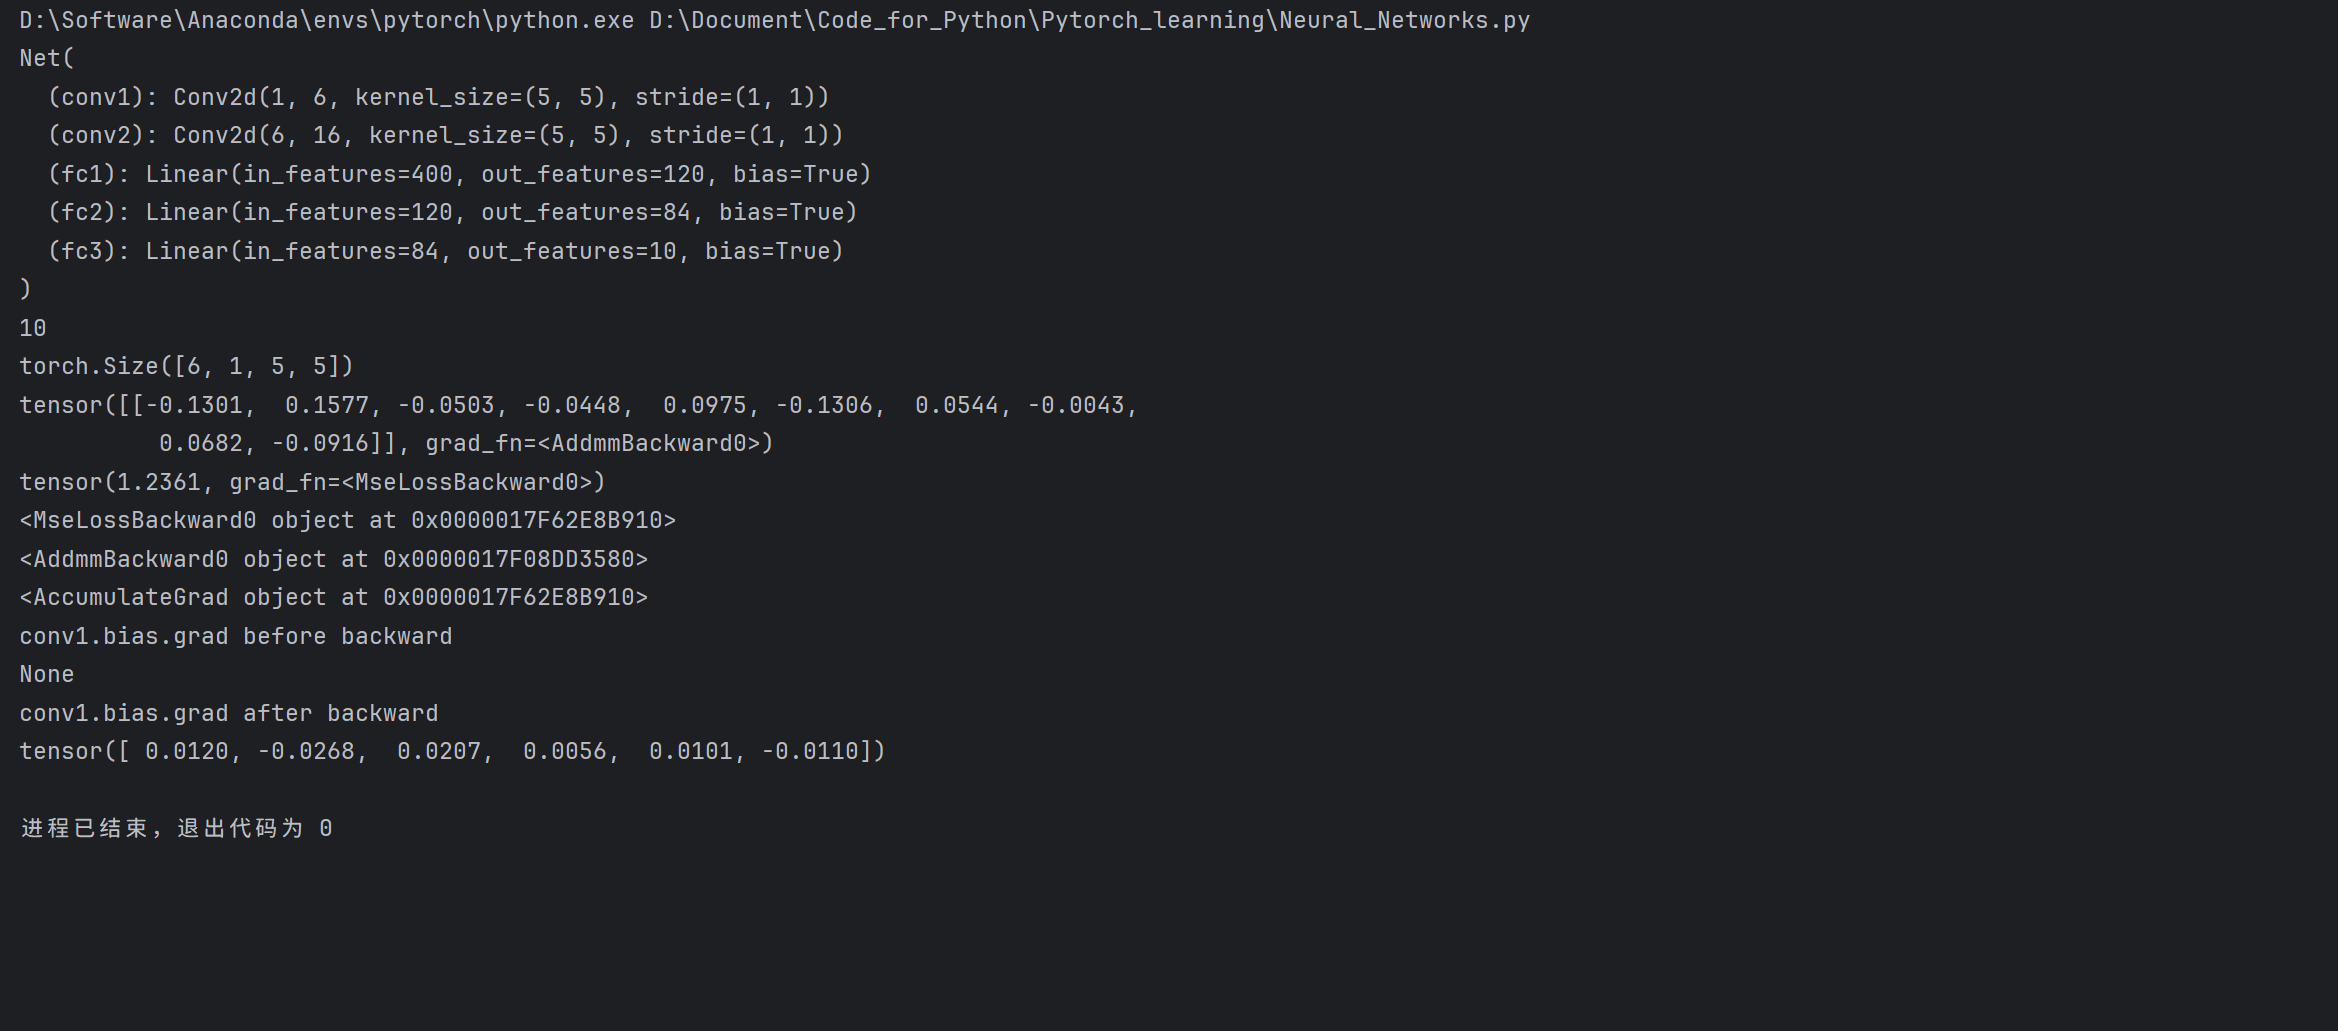 D:\Software\Anaconda\envs\pytorch\python.exe D:\Document\Code_for_Python\Pytorch_learning\Neural_Networks.py
Net(
  (conv1): Conv2d(1, 6, kernel_size=(5, 5), stride=(1, 1))
  (conv2): Conv2d(6, 16, kernel_size=(5, 5), stride=(1, 1))
  (fc1): Linear(in_features=400, out_features=120, bias=True)
  (fc2): Linear(in_features=120, out_features=84, bias=True)
  (fc3): Linear(in_features=84, out_features=10, bias=True)
)
10
torch.Size([6, 1, 5, 5])
tensor([[-0.1301,  0.1577, -0.0503, -0.0448,  0.0975, -0.1306,  0.0544, -0.0043,
          0.0682, -0.0916]], grad_fn=<AddmmBackward0>)
tensor(1.2361, grad_fn=<MseLossBackward0>)
<MseLossBackward0 object at 0x0000017F62E8B910>
<AddmmBackward0 object at 0x0000017F08DD3580>
<AccumulateGrad object at 0x0000017F62E8B910>
conv1.bias.grad before backward
None
conv1.bias.grad after backward
tensor([ 0.0120, -0.0268,  0.0207,  0.0056,  0.0101, -0.0110])
进程已结束，退出代码为 0